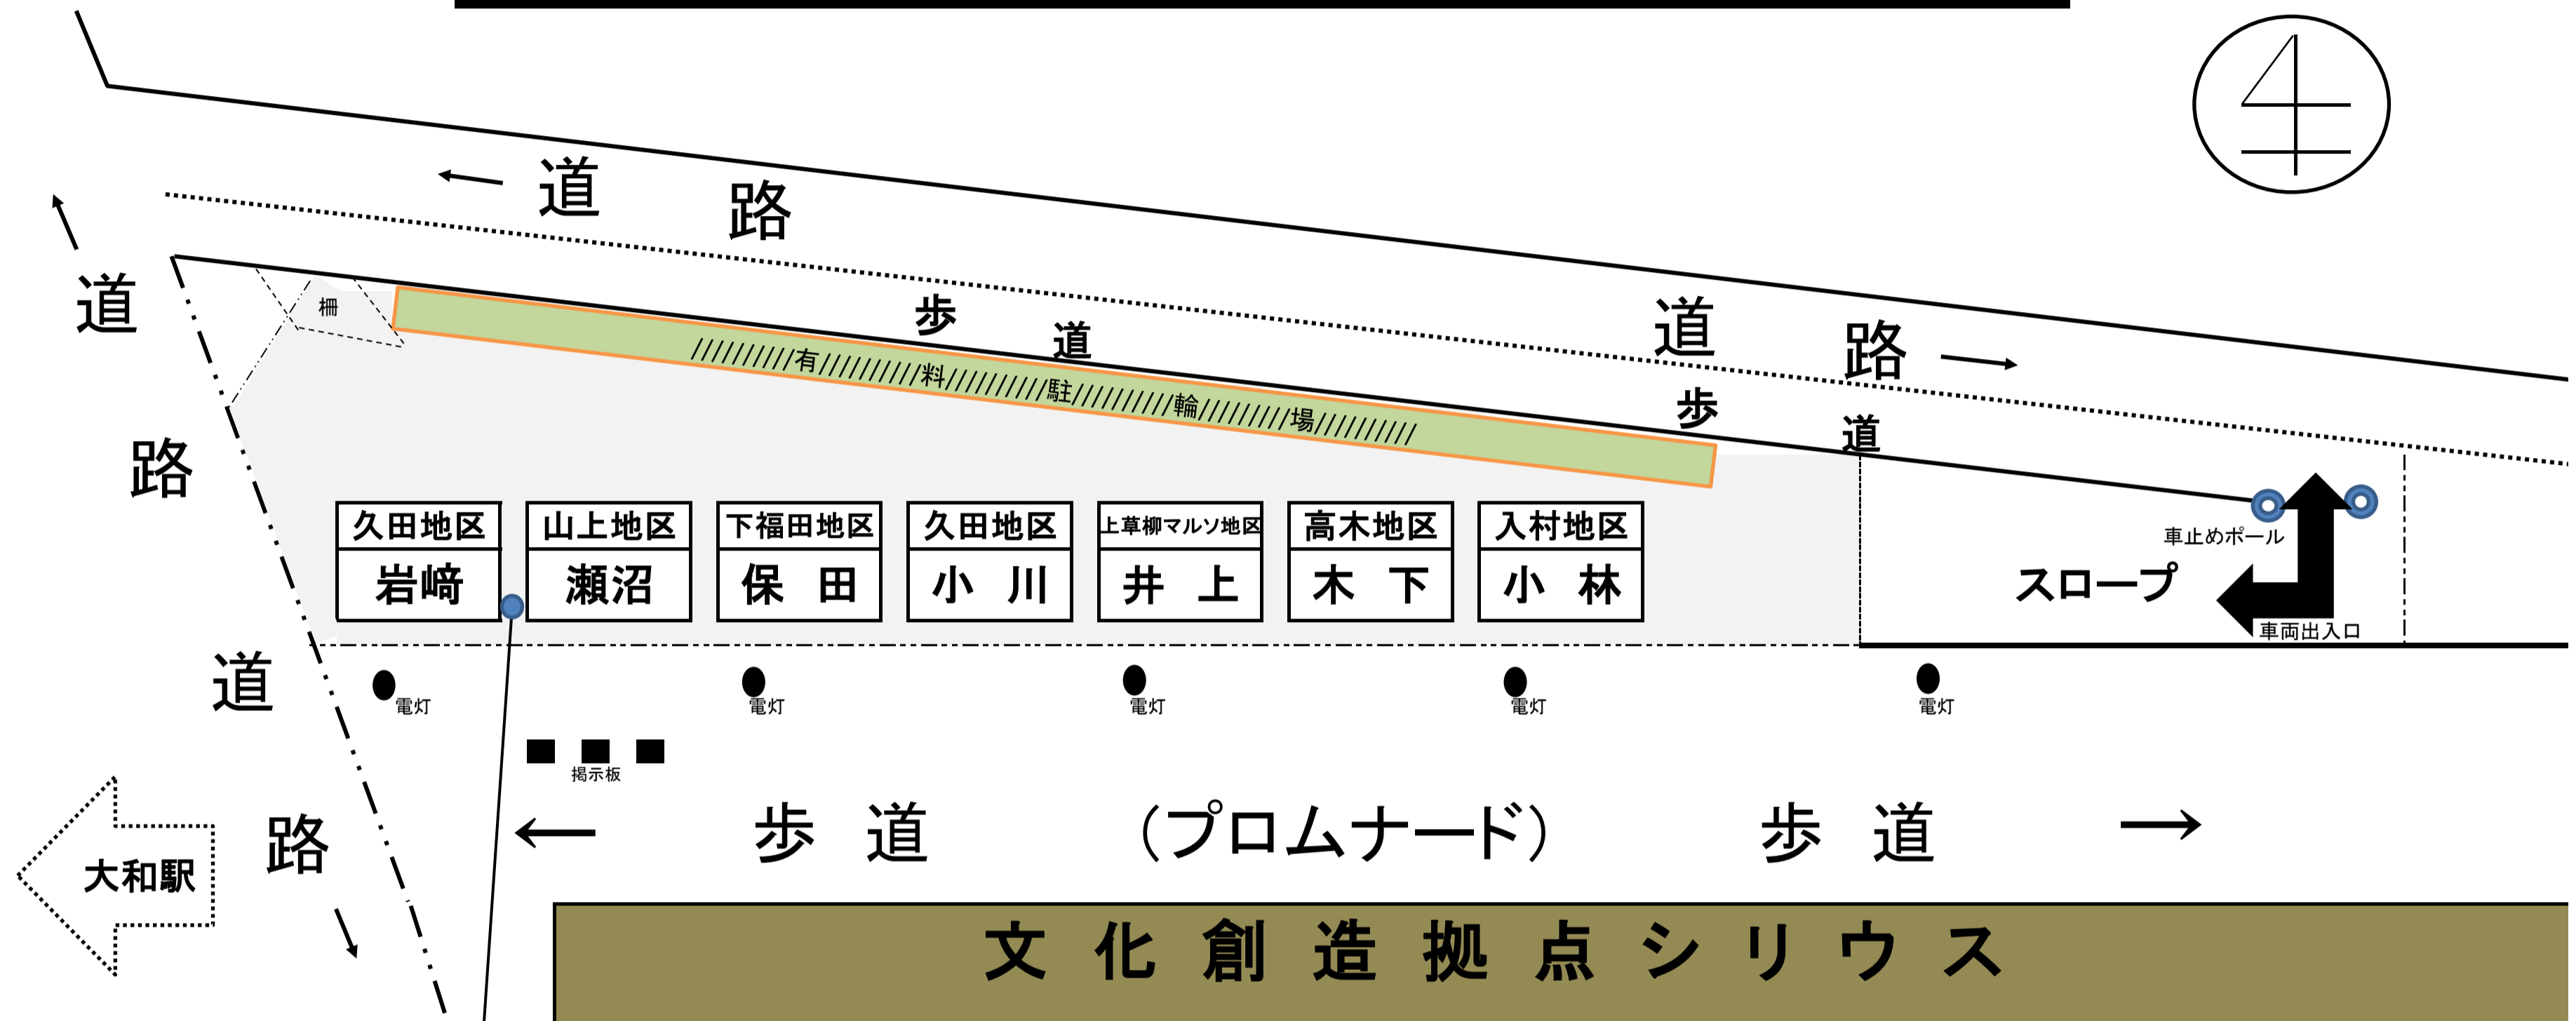 道 路
道 路
柵
歩 道
道 路
有料駐輪場
歩 道
久田地区
岩﨑
山上地区
瀬沼
下福田地区
保 田
久田地区
小 川
上草柳マルソ地区
井 上
高木地区
木 下
入村地区
小 林
車止めポール
スロープ
車両出入口
電灯
電灯
電灯
電灯
電灯
道 路
掲示板
歩 道 （プロムナード） 歩 道
大和駅
文化創造拠点シリウス